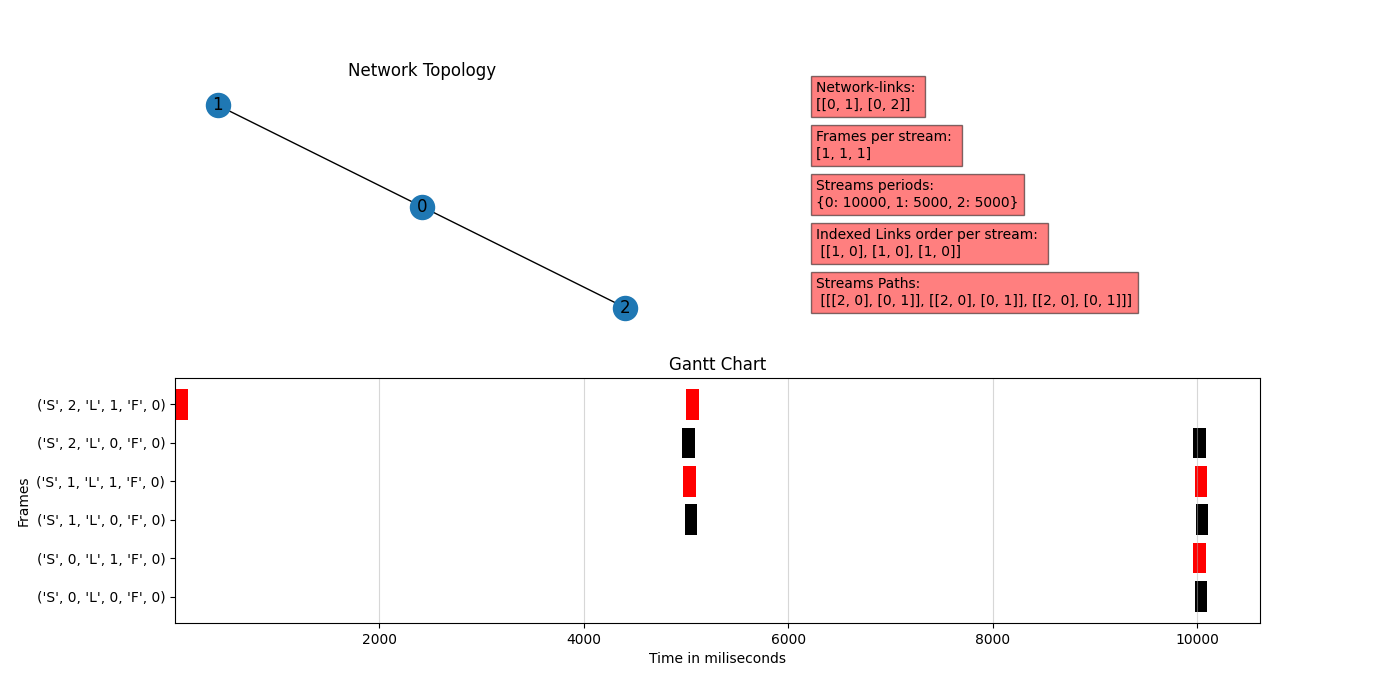 Network Topology
1
0
2
Network-links:
[[0, 1], [0, 2]]
Frames per stream:
[1, 1, 1]
Streams periods:
{0: 10000, 1: 5000, 2: 5000}
Indexed Links order per stream:
[[1, 0], [1, 0], [1, 0]]
Streams Paths:
[[[2, 0], [0, 1]], [[2, 0], [0, 1]], [[2, 0], [0, 1]]]
Gantt Chart
Frames
('S', 2, 'L', 1, 'F', 0)
('S', 2, 'L', 0, 'F', 0)
('S', 1, 'L', 1, 'F', 0)
('S', 1, 'L', 0, 'F', 0)
('S', 0, 'L', 1, 'F', 0)
('S', 0, 'L', 0, 'F', 0)
2000 4000 6000 8000 10000
Time in miliseconds